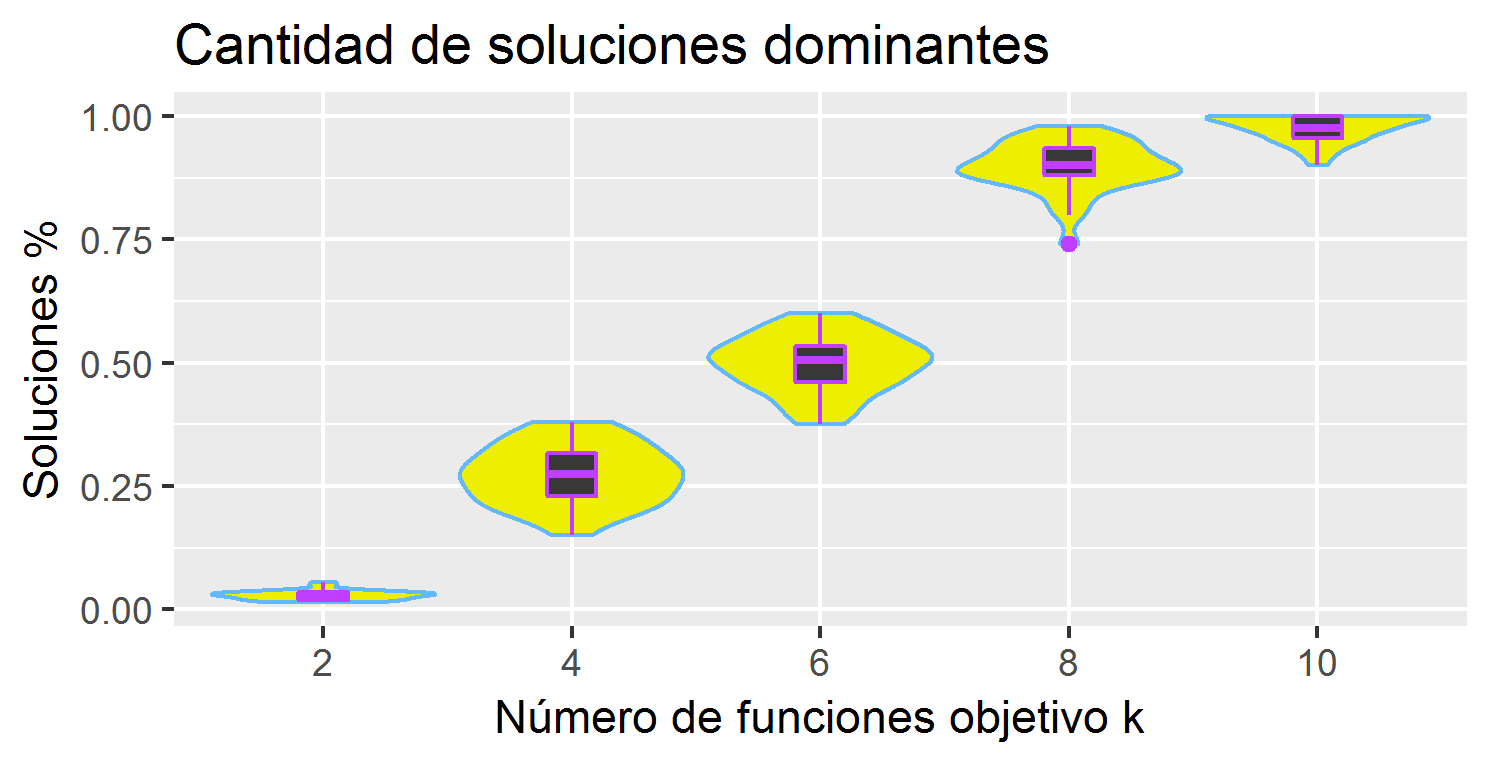 Cantidad de soluciones dominantes
Soluciones %
1.00
0.75
0.50
0.25
0.00
2 4 6 8 10
Número de funciones objetivo k